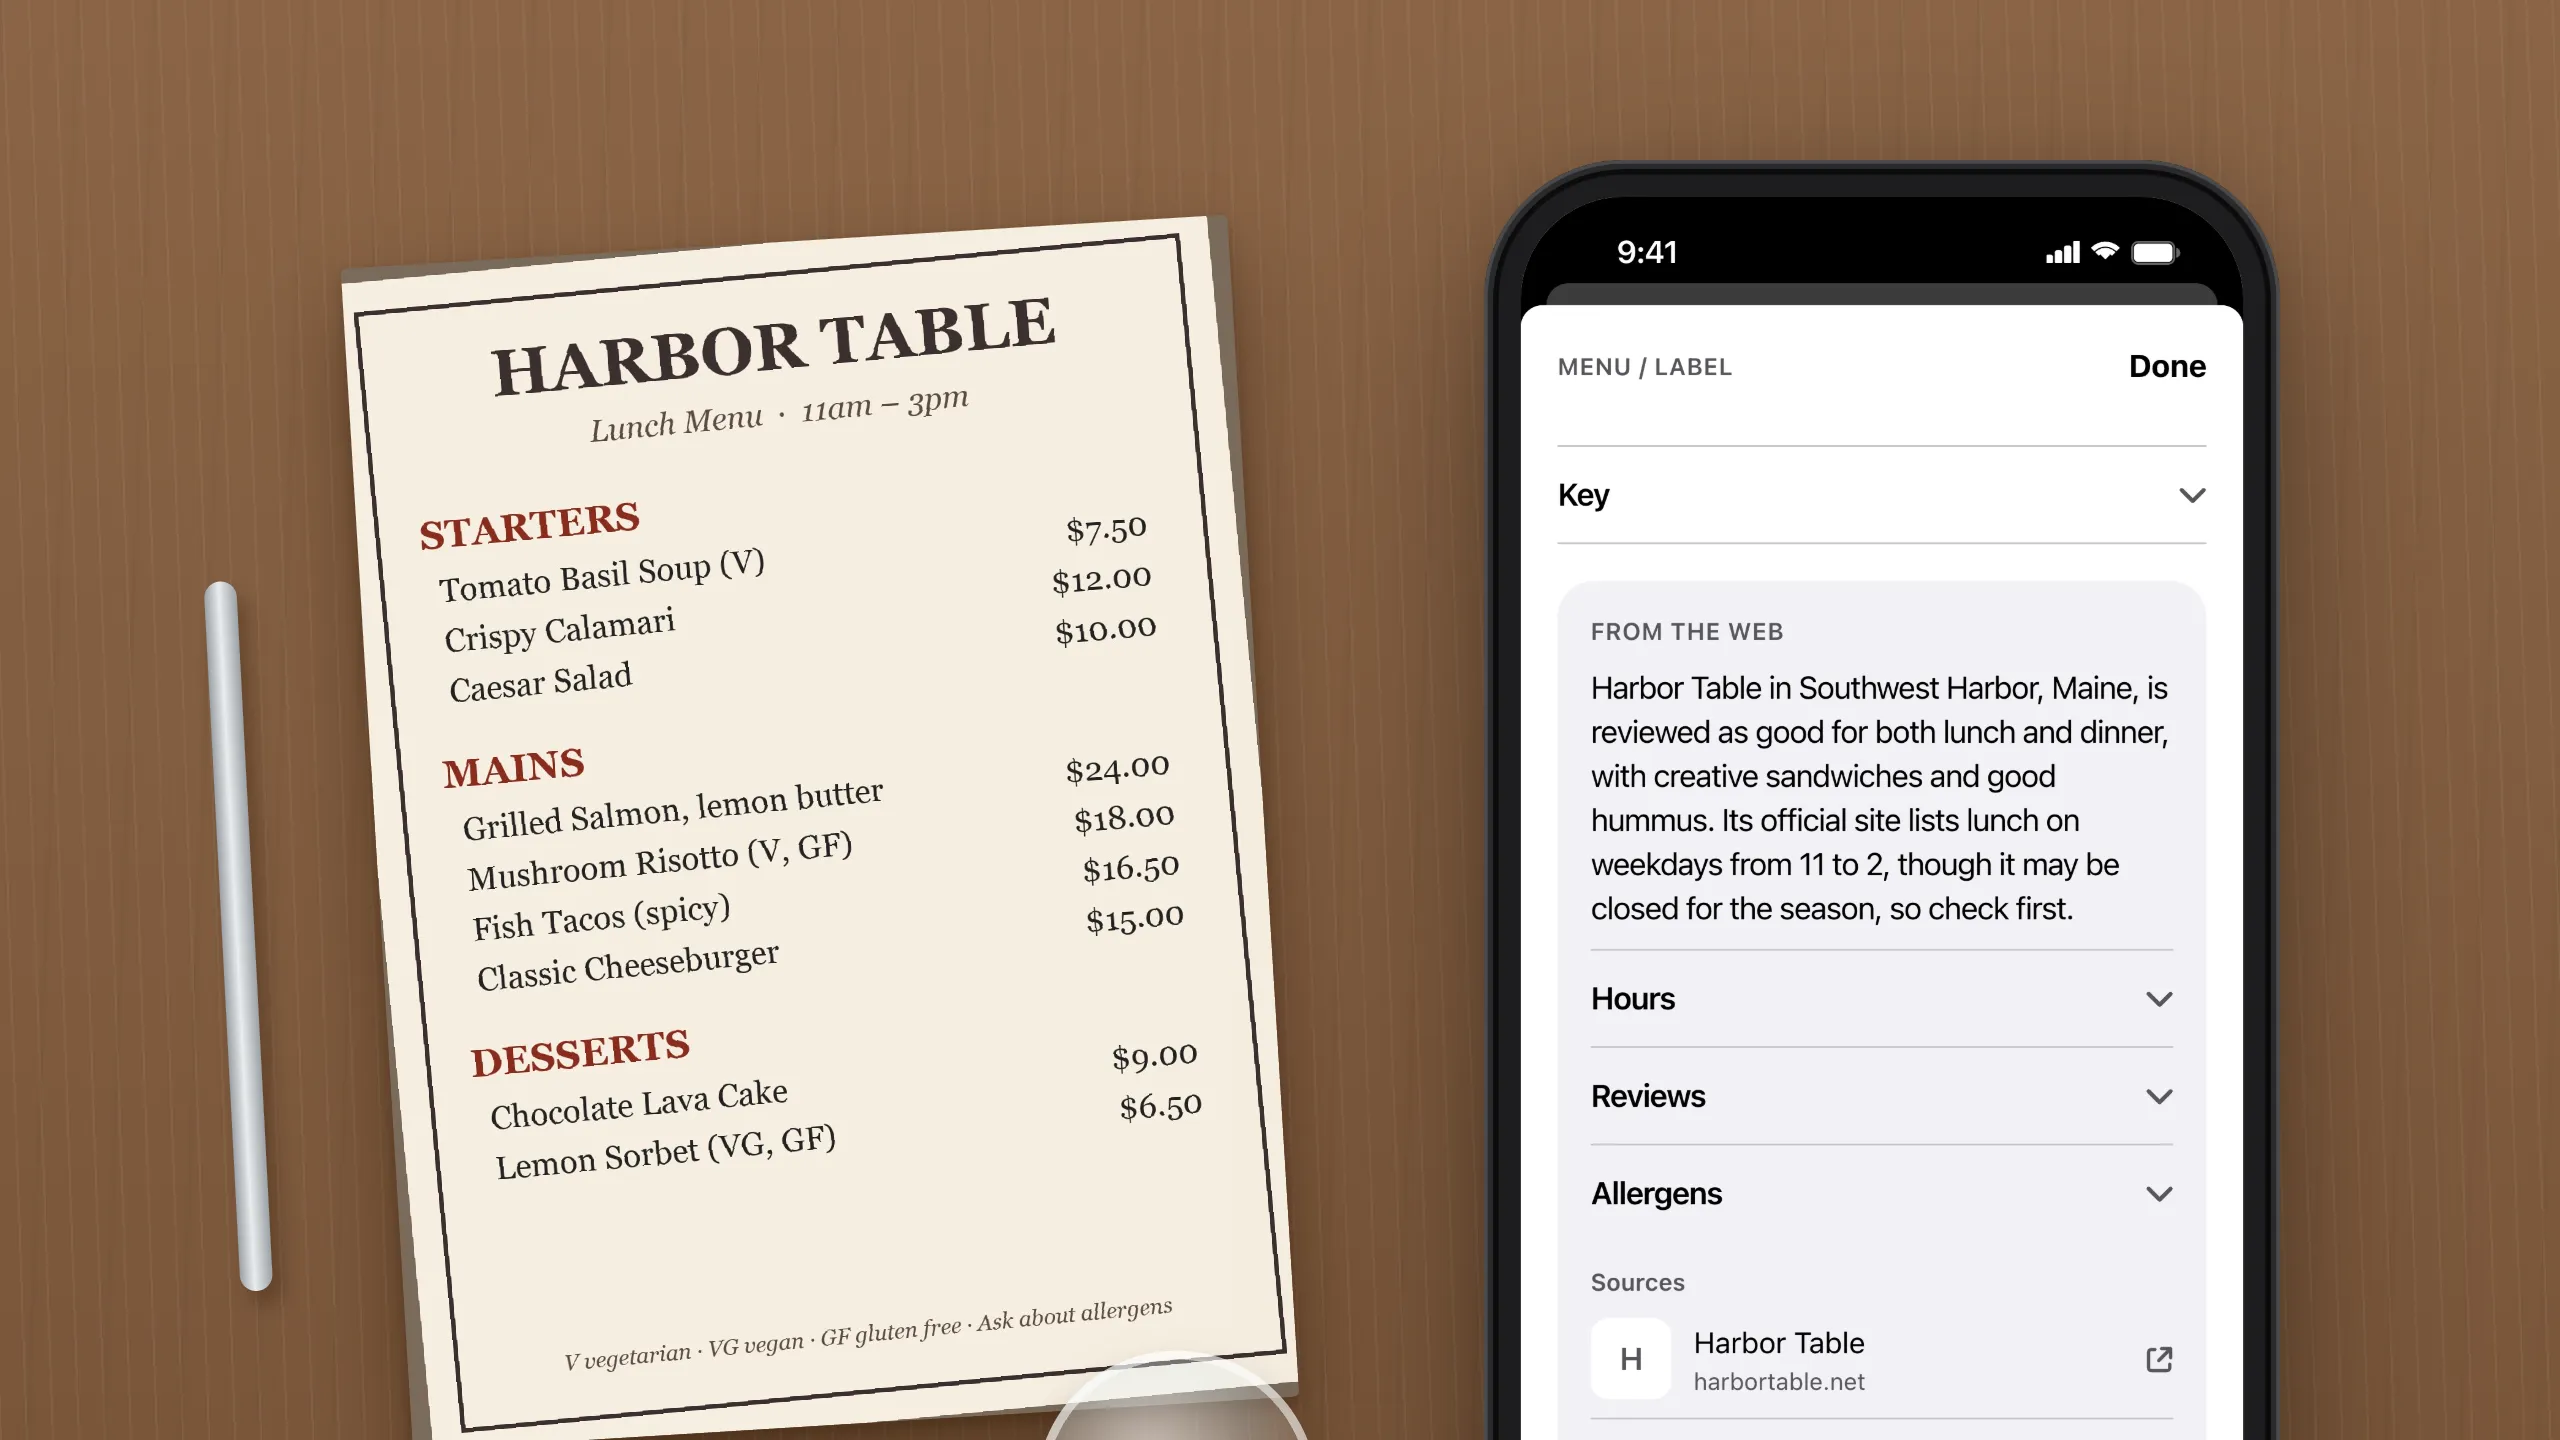 HARBOR TABLE
Lunch Menu · 11am – 3pm
STARTERS
Tomato Basil Soup (V) $7.50
Crispy Calamari $12.00
Caesar Salad $10.00
MAINS
Grilled Salmon, lemon butter $24.00
Mushroom Risotto (V, GF) $18.00
Fish Tacos (spicy) $16.50
Classic Cheeseburger $15.00
DESSERTS
Chocolate Lava Cake $9.00
Lemon Sorbet (VG, GF) $6.50
V vegetarian · VG vegan · GF gluten free · Ask about allergens
9:41
MENU / LABEL
Done
Key
FROM THE WEB
Harbor Table in Southwest Harbor, Maine, is
reviewed as good for both lunch and dinner,
with creative sandwiches and good
hummus. Its official site lists lunch on
weekdays from 11 to 2, though it may be
closed for the season, so check first.
Hours
Reviews
Allergens
Sources
H
Harbor Table
harbortable.net